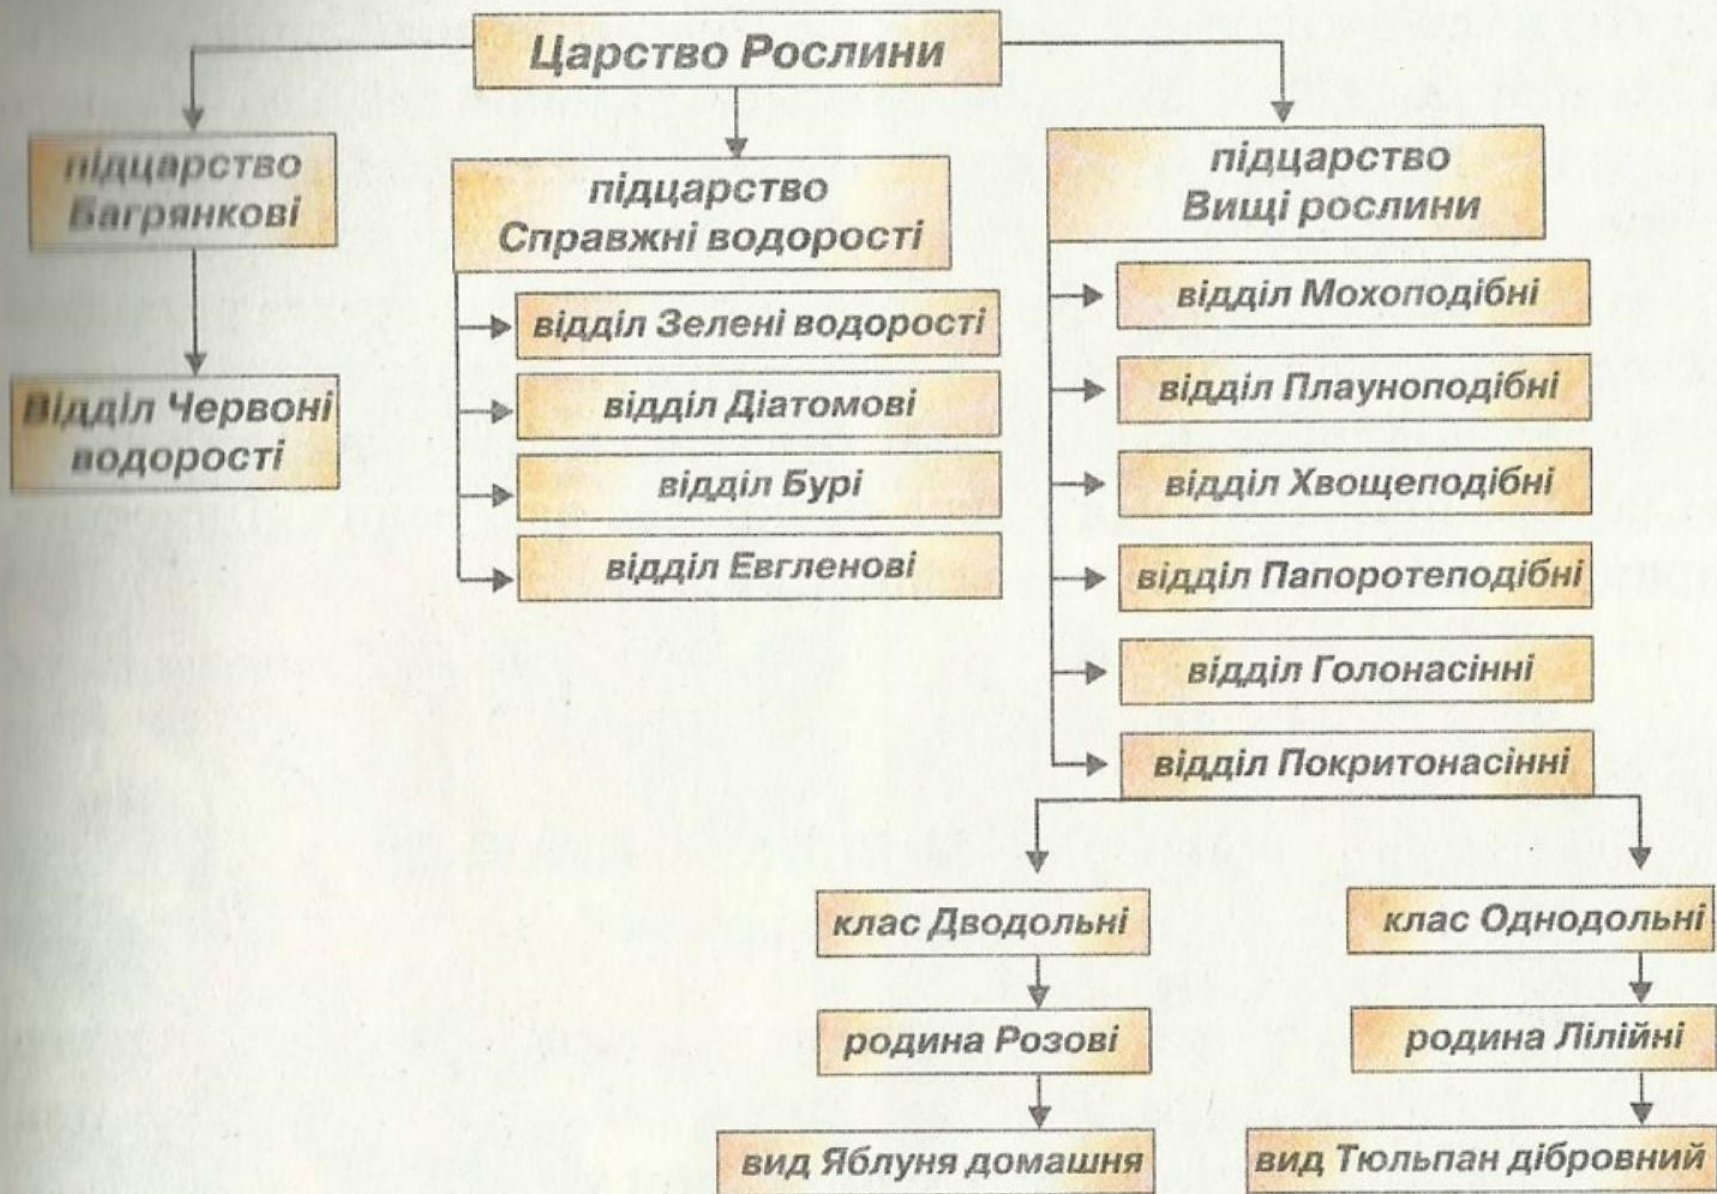 Царство Рослини
підцарство
Багрянкові
Відділ Червоні
водорості
підцарство
Справжні водорості
відділ Зелені водорості
відділ Діатомові
відділ Бурі
відділ Евгленові
підцарство
Вищі рослини
відділ Мохоподібні
відділ Плауноподібні
відділ Хвощеподібні
відділ Папоротеподібні
відділ Голонасінні
відділ Покритонасінні
клас Дводольні
родина Розові
вид Яблуня домашня
клас Однодольні
родина Лілійні
вид Тюльпан дібровний